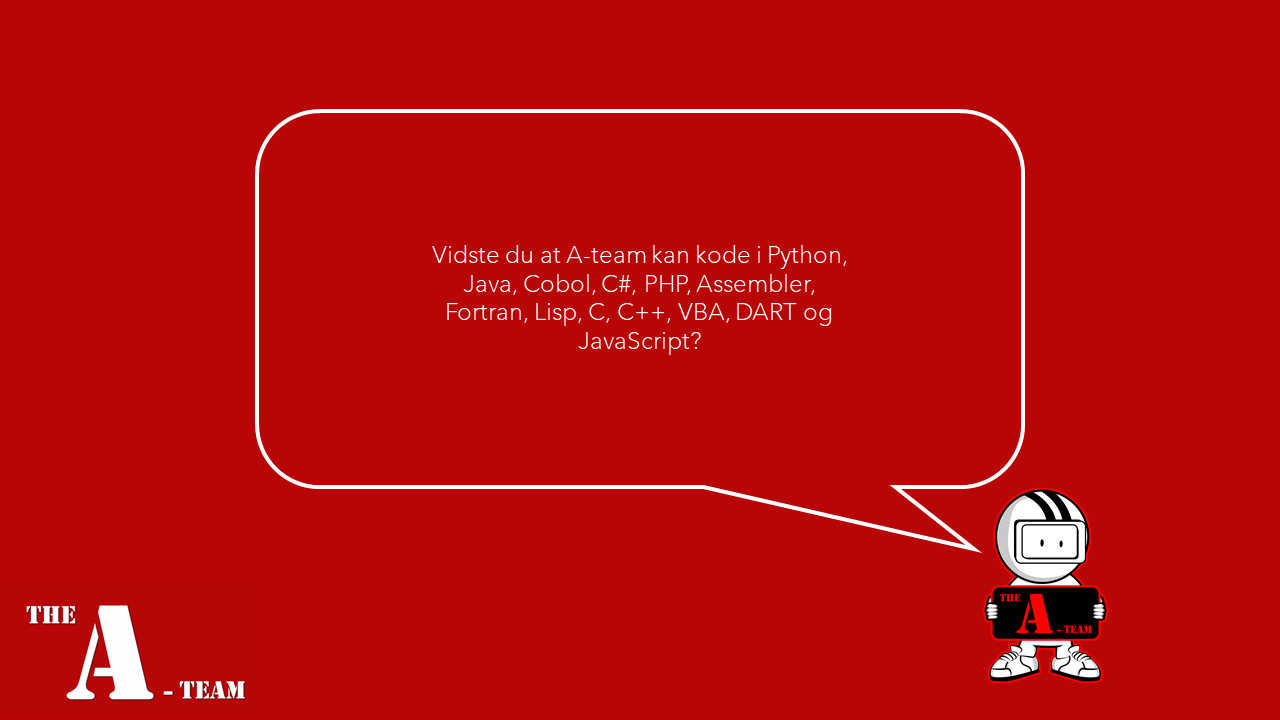 Vidste du at A-team kan kode i Python,
Java, Cobol, C#, PHP, Assembler,
Fortran, Lisp, C, C++, VBA, DART og
JavaScript?
THE
A
- TEAM
THE
A
- TEAM